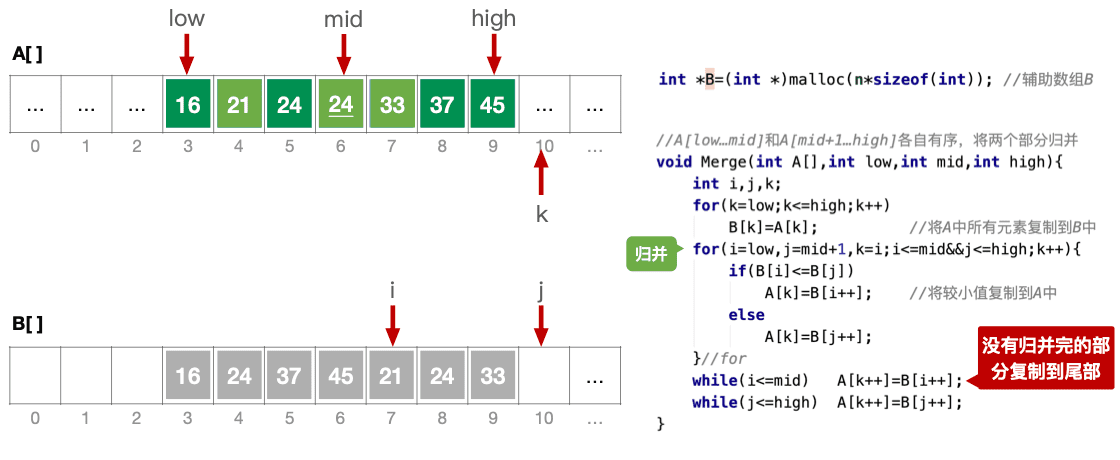 low mid high
A[ ]
... ... ... 16 21 24 24 33 37 45 ... ...
0 1 2 3 4 5 6 7 8 9 10 ...
k
i j
B[ ]
16 24 37 45 21 24 33 ...
0 1 2 3 4 5 6 7 8 9 10 ...
int *B=(int *)malloc(n*sizeof(int)); //辅助数组B
//A[low…mid]和A[mid+1…high]各自有序，将两个部分归并
void Merge(int A[],int low,int mid,int high){
int i,j,k;
for(k=low;k<=high;k++)
B[k]=A[k]; //将A中所有元素复制到B中
归并
for(i=low,j=mid+1,k=i;i<=mid&&j<=high;k++){
if(B[i]<=B[j])
A[k]=B[i++]; //将较小值复制到A中
else
A[k]=B[j++];
}//for
while(i<=mid) A[k++]=B[i++];
while(j<=high) A[k++]=B[j++];
}
没有归并完的部
分复制到尾部